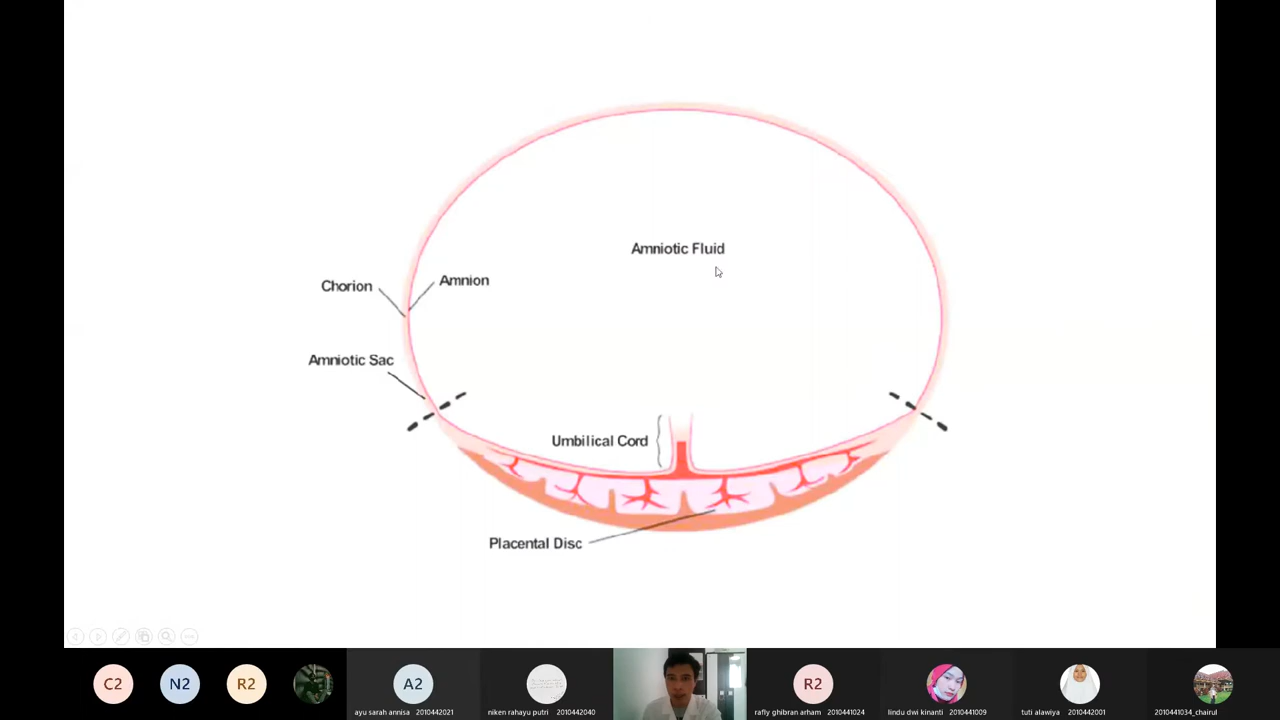 Amniotic Fluid
Amnion
Chorion
Amniotic Sac
Umbilical Cord
Placental Disc
C2
N2
R2
A2
R2
ayu sarah annisa 2010442021
niken rahayu putri 2010442040
rafly ghibran arham 2010441024
lindu dwi kinanti 2010441009
tuti alawiya 2010442001
2010441034_chairul